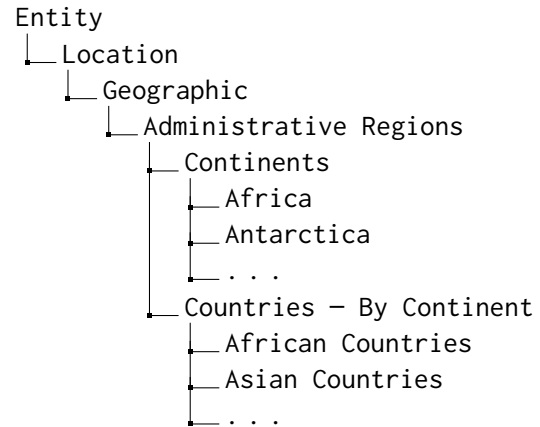 Entity
Location
Geographic
Administrative Regions
Continents
Africa
Antarctica
...
Countries — By Continent
African Countries
Asian Countries
...